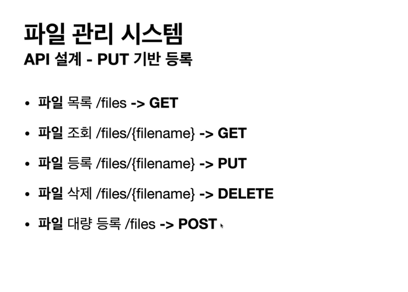 파일 관리 시스템
API 설계 - PUT 기반 등록
• 파일 목록 /files -> GET
• 파일 조회 /files/{filename} -> GET
• 파일 등록 /files/{filename} -> PUT
• 파일 삭제 /files/{filename} -> DELETE
• 파일 대량 등록 /files -> POST